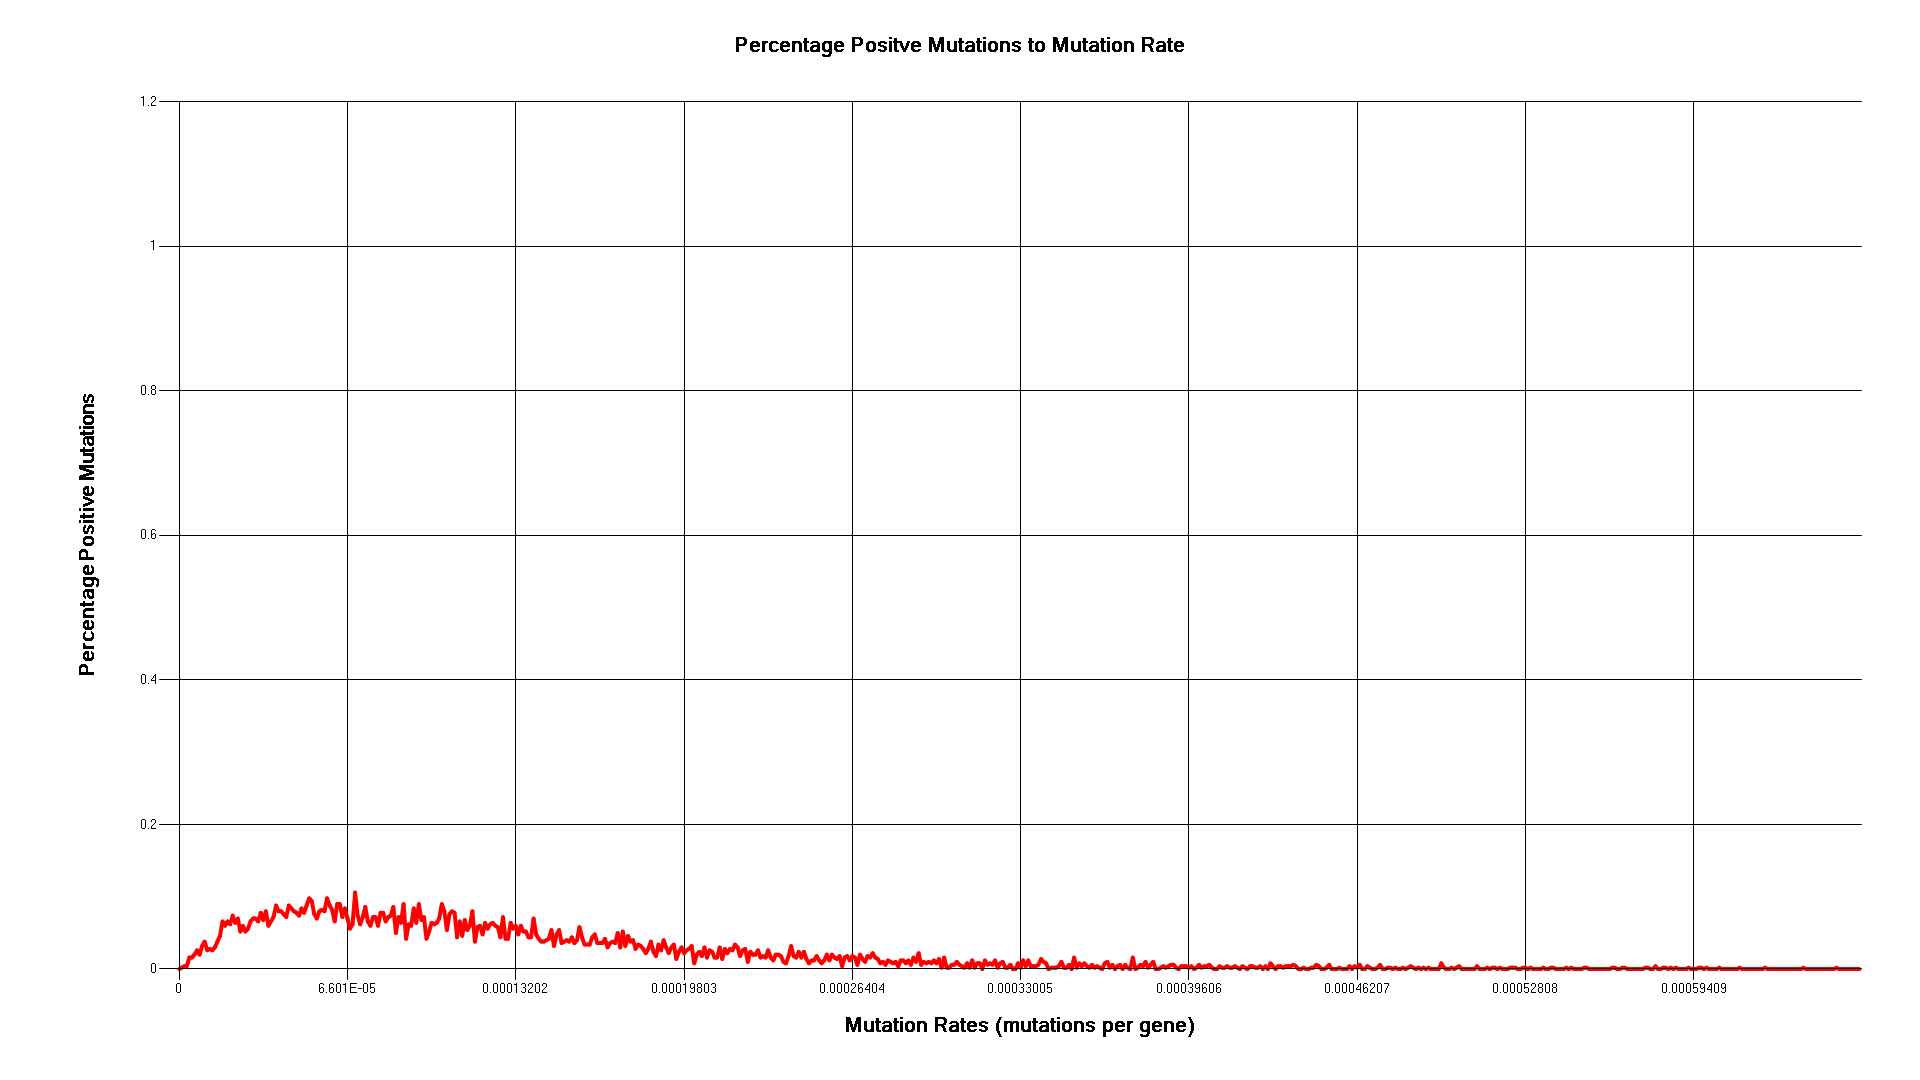 Percentage Positve Mutations to Mutation Rate
1.2
1
0.8
0.6
0.4
0.2
0
Percentage Positive Mutations
0 6.601E-05 0.00013202 0.00019803 0.00026404 0.00033005 0.00039606 0.00046207 0.00052808 0.00059409
Mutation Rates (mutations per gene)